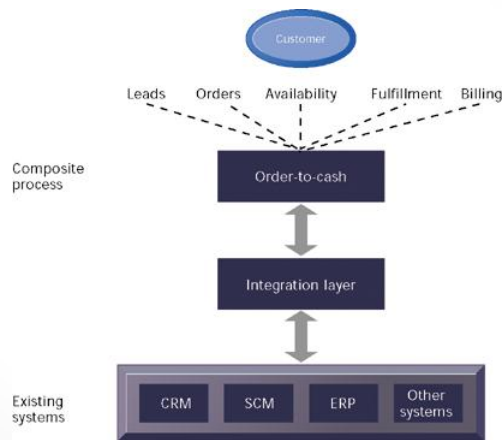 Customer
Leads Orders Availability Fulfillment Billing
Composite
process
Order-to-cash
Integration layer
Existing
systems
CRM SCM ERP Other
systems